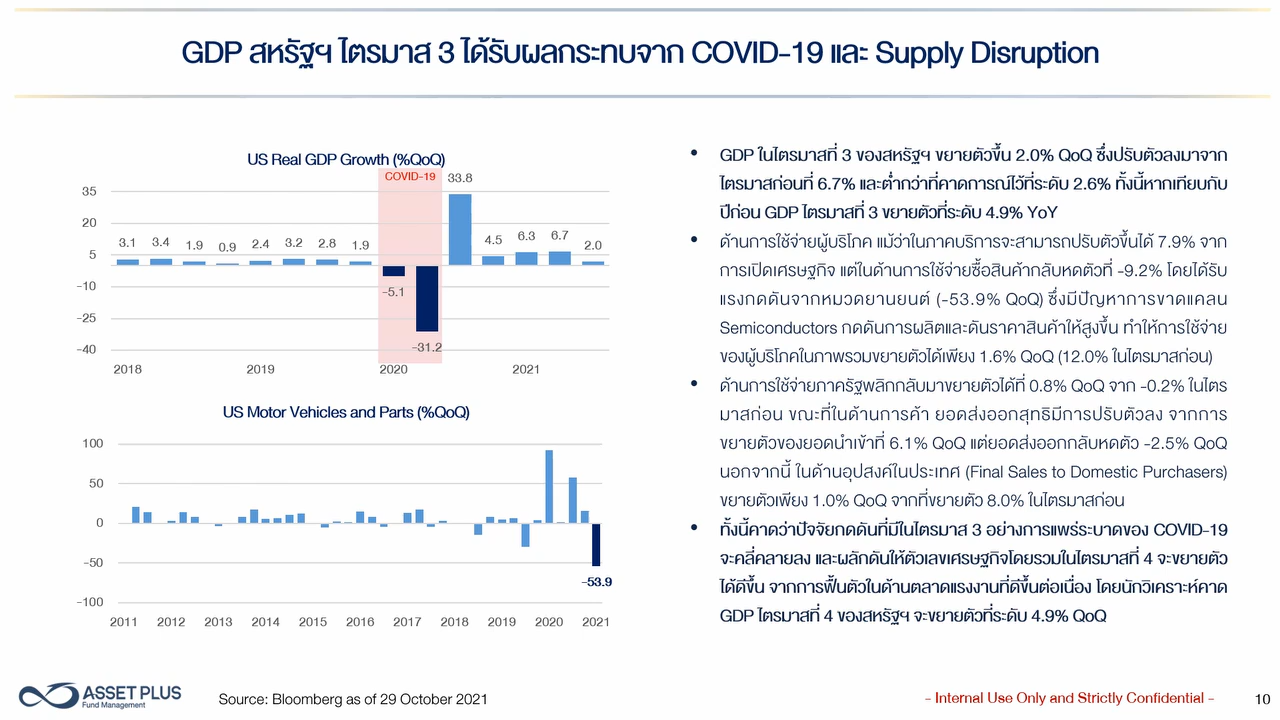 GDP สหรัฐฯ ไตรมาส 3 ได้รับผลกระทบจาก COVID-19 และ Supply Disruption
US Real GDP Growth (%QoQ)
COVID-19
33.8
35
20
5
-10
-25
-40
3.1 3.4 1.9 0.9 2.4 3.2 2.8 1.9
-5.1
-31.2
4.5 6.3 6.7 2.0
2018 2019 2020 2021
US Motor Vehicles and Parts (%QoQ)
100
50
0
-50
-100
-53.9
2011 2012 2013 2014 2015 2016 2017 2018 2019 2020 2021
• GDP ในไตรมาสที่ 3 ของสหรัฐฯ ขยายตัวขึ้น 2.0% QoQ ซึ่งปรับตัวลงมาจาก
ไตรมาสก่อนที่ 6.7% และต่ำกว่าที่คาดการณ์ไว้ที่ระดับ 2.6% ทั้งนี้หากเทียบกับ
ปีก่อน GDP ไตรมาสที่ 3 ขยายตัวที่ระดับ 4.9% YoY
• ด้านการใช้จ่ายผู้บริโภค แม้ว่าในภาคบริการจะสามารถปรับตัวขึ้นได้ 7.9% จาก
การเปิดเศรษฐกิจ แต่ในด้านการใช้จ่ายซื้อสินค้ากลับหดตัวที่ -9.2% โดยได้รับ
แรงกดดันจากหมวดยานยนต์ (-53.9% QoQ) ซึ่งมีปัญหาการขาดแคลน
Semiconductors กดดันการผลิตและดันราคาสินค้าให้สูงขึ้น ทำให้การใช้จ่าย
ของผู้บริโภคในภาพรวมขยายตัวได้เพียง 1.6% QoQ (12.0% ในไตรมาสก่อน)
• ด้านการใช้จ่ายภาครัฐพลิกกลับมาขยายตัวได้ที่ 0.8% QoQ จาก -0.2% ในไตร
มาสก่อน ขณะที่ในด้านการค้า ยอดส่งออกสุทธิมีการปรับตัวลง จากการ
ขยายตัวของยอดนำเข้าที่ 6.1% QoQ แต่ยอดส่งออกกลับหดตัว -2.5% QoQ
นอกจากนี้ ในด้านอุปสงค์ในประเทศ (Final Sales to Domestic Purchasers)
ขยายตัวเพียง 1.0% QoQ จากที่ขยายตัว 8.0% ในไตรมาสก่อน
• ทั้งนี้คาดว่าปัจจัยกดดันที่มีในไตรมาส 3 อย่างการแพร่ระบาดของ COVID-19
จะคลี่คลายลง และผลักดันให้ตัวเลขเศรษฐกิจโดยรวมในไตรมาสที่ 4 จะขยายตัว
ได้ดีขึ้น จากการฟื้นตัวในด้านตลาดแรงงานที่ดีขึ้นต่อเนื่อง โดยนักวิเคราะห์คาด
GDP ไตรมาสที่ 4 ของสหรัฐฯ จะขยายตัวที่ระดับ 4.9% QoQ
ASSET PLUS
Fund Management
Source: Bloomberg as of 29 October 2021
- Internal Use Only and Strictly Confidential -
10